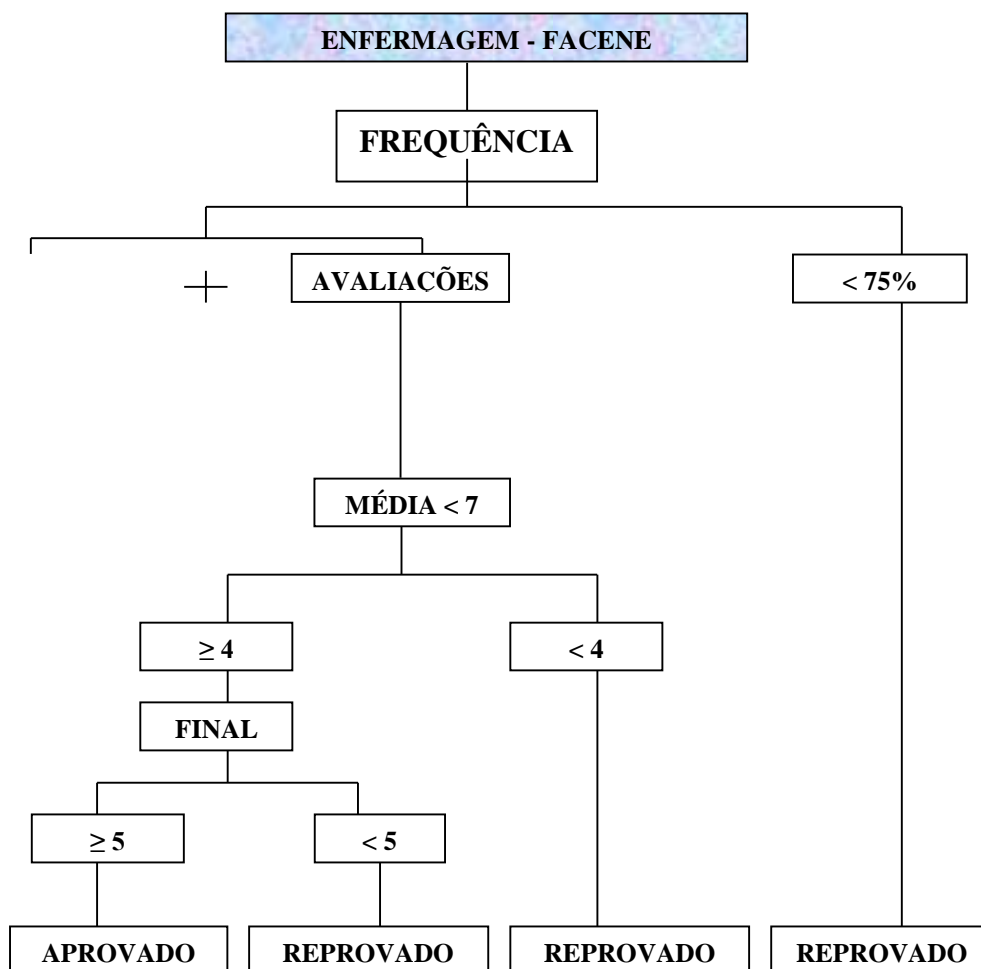 ENFERMAGEM - FACENE
FREQUÊNCIA
AVALIAÇÕES
< 75%
MÉDIA < 7
≥ 4
< 4
FINAL
≥ 5
< 5
APROVADO
REPROVADO
REPROVADO
REPROVADO